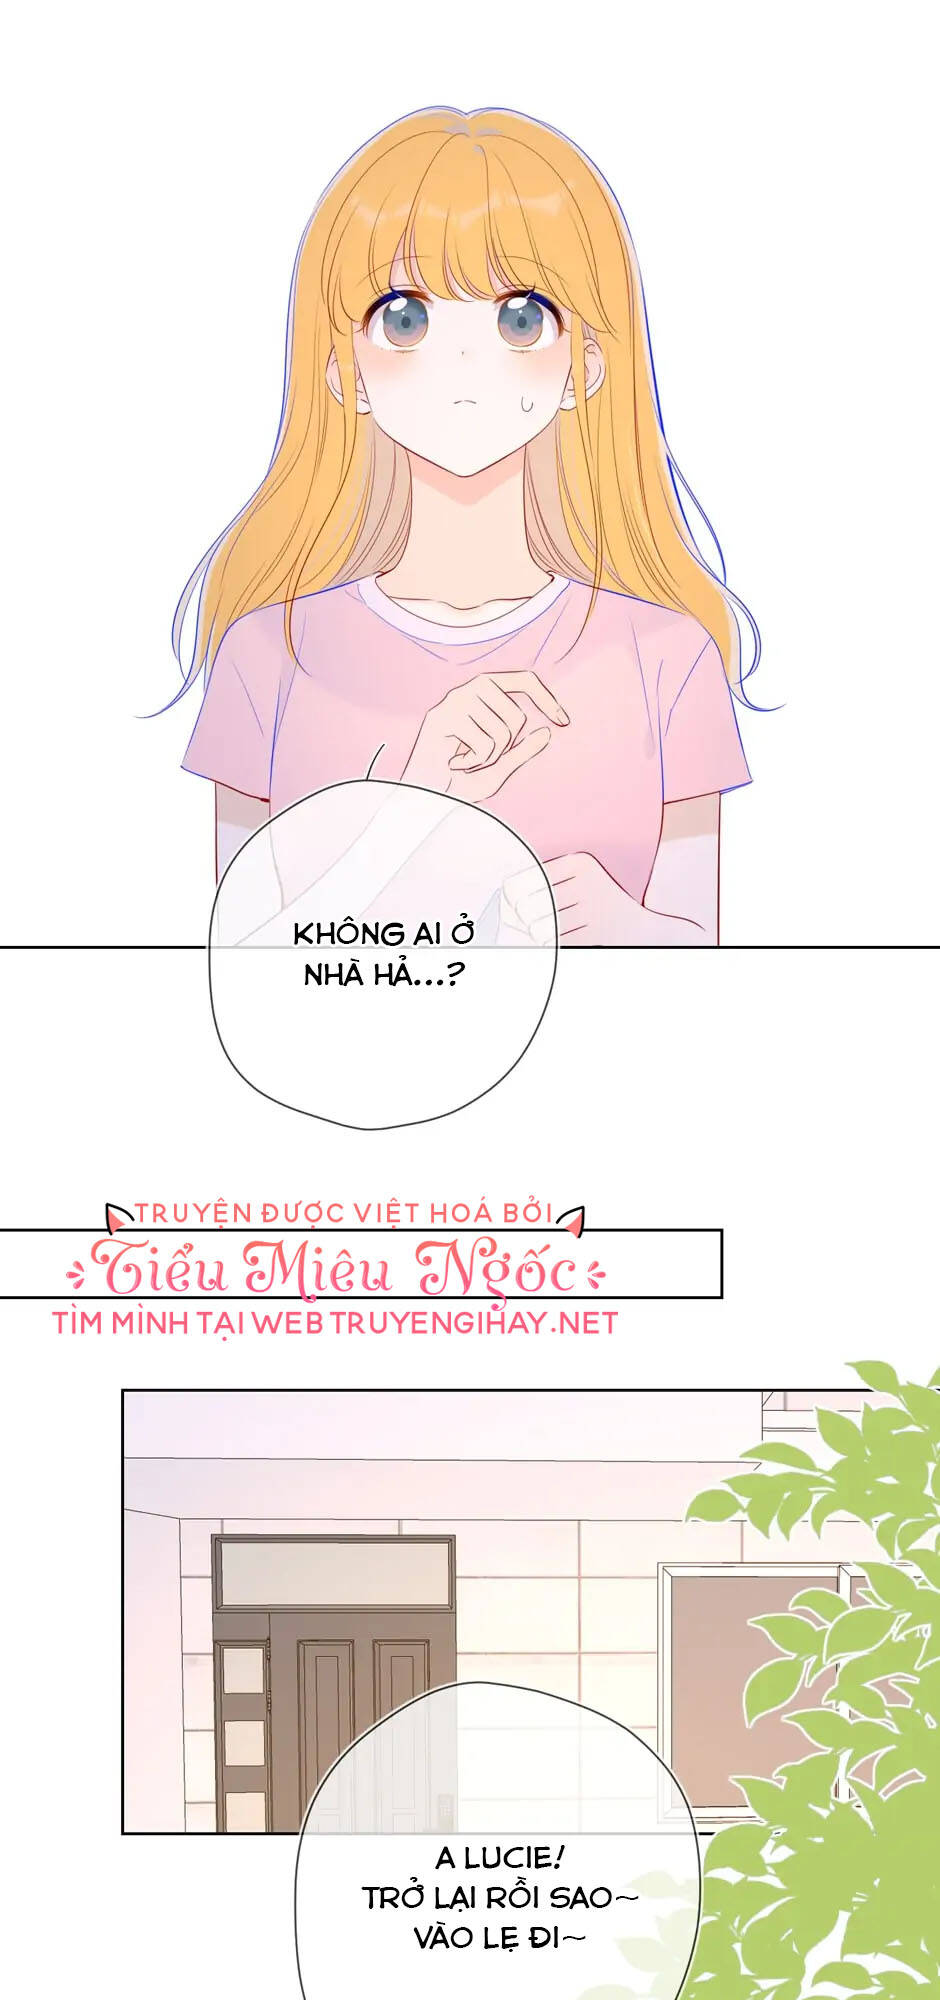 KHÔNG AI Ở
NHÀ HẢ...?
TRUYỆN ĐƯỢC VIỆT HOÁ BỞI
Tiểu Miêu Ngốc
TÌM MÌNH TẠI WEB TRUYENGIHAY.NET
A LUCIE!
TRỞ LẠI RỒI SAO~
VÀO LẸ ĐI~